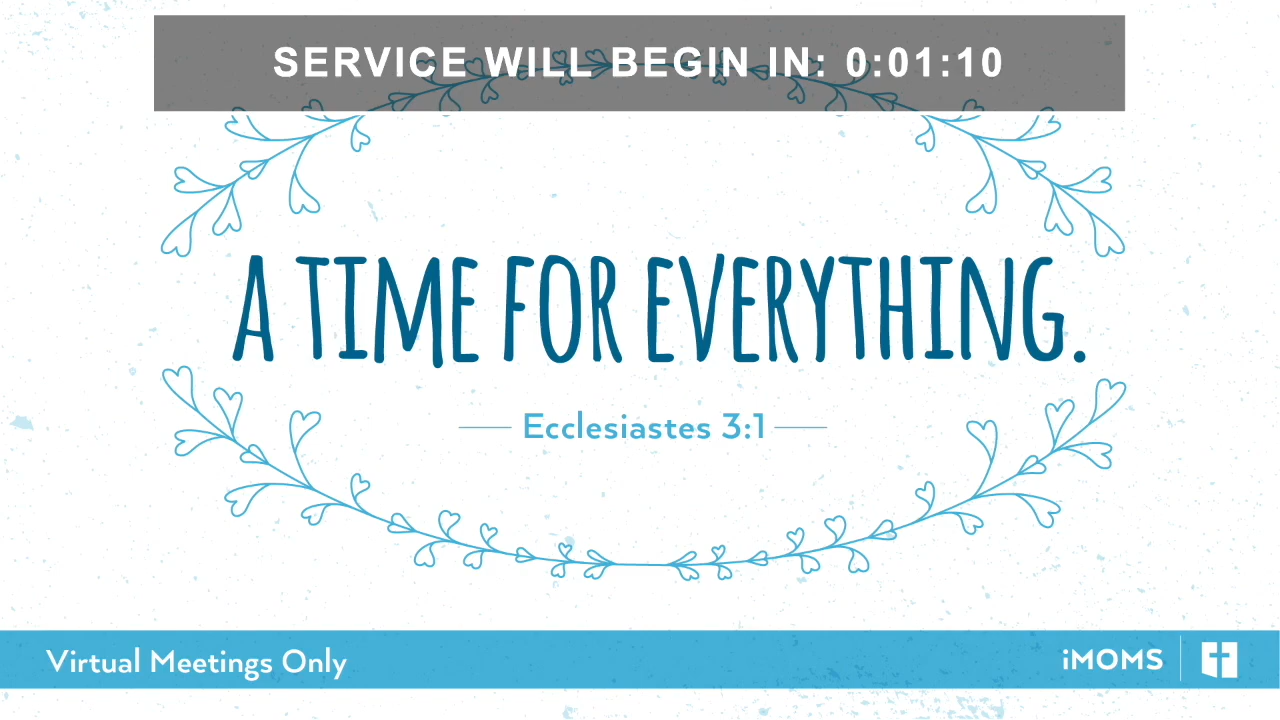 SERVICE WILL BEGIN IN: 0:01:10
A TIME FOR EVERYTHING.
Ecclesiastes 3:1
Virtual Meetings Only
iMOMS